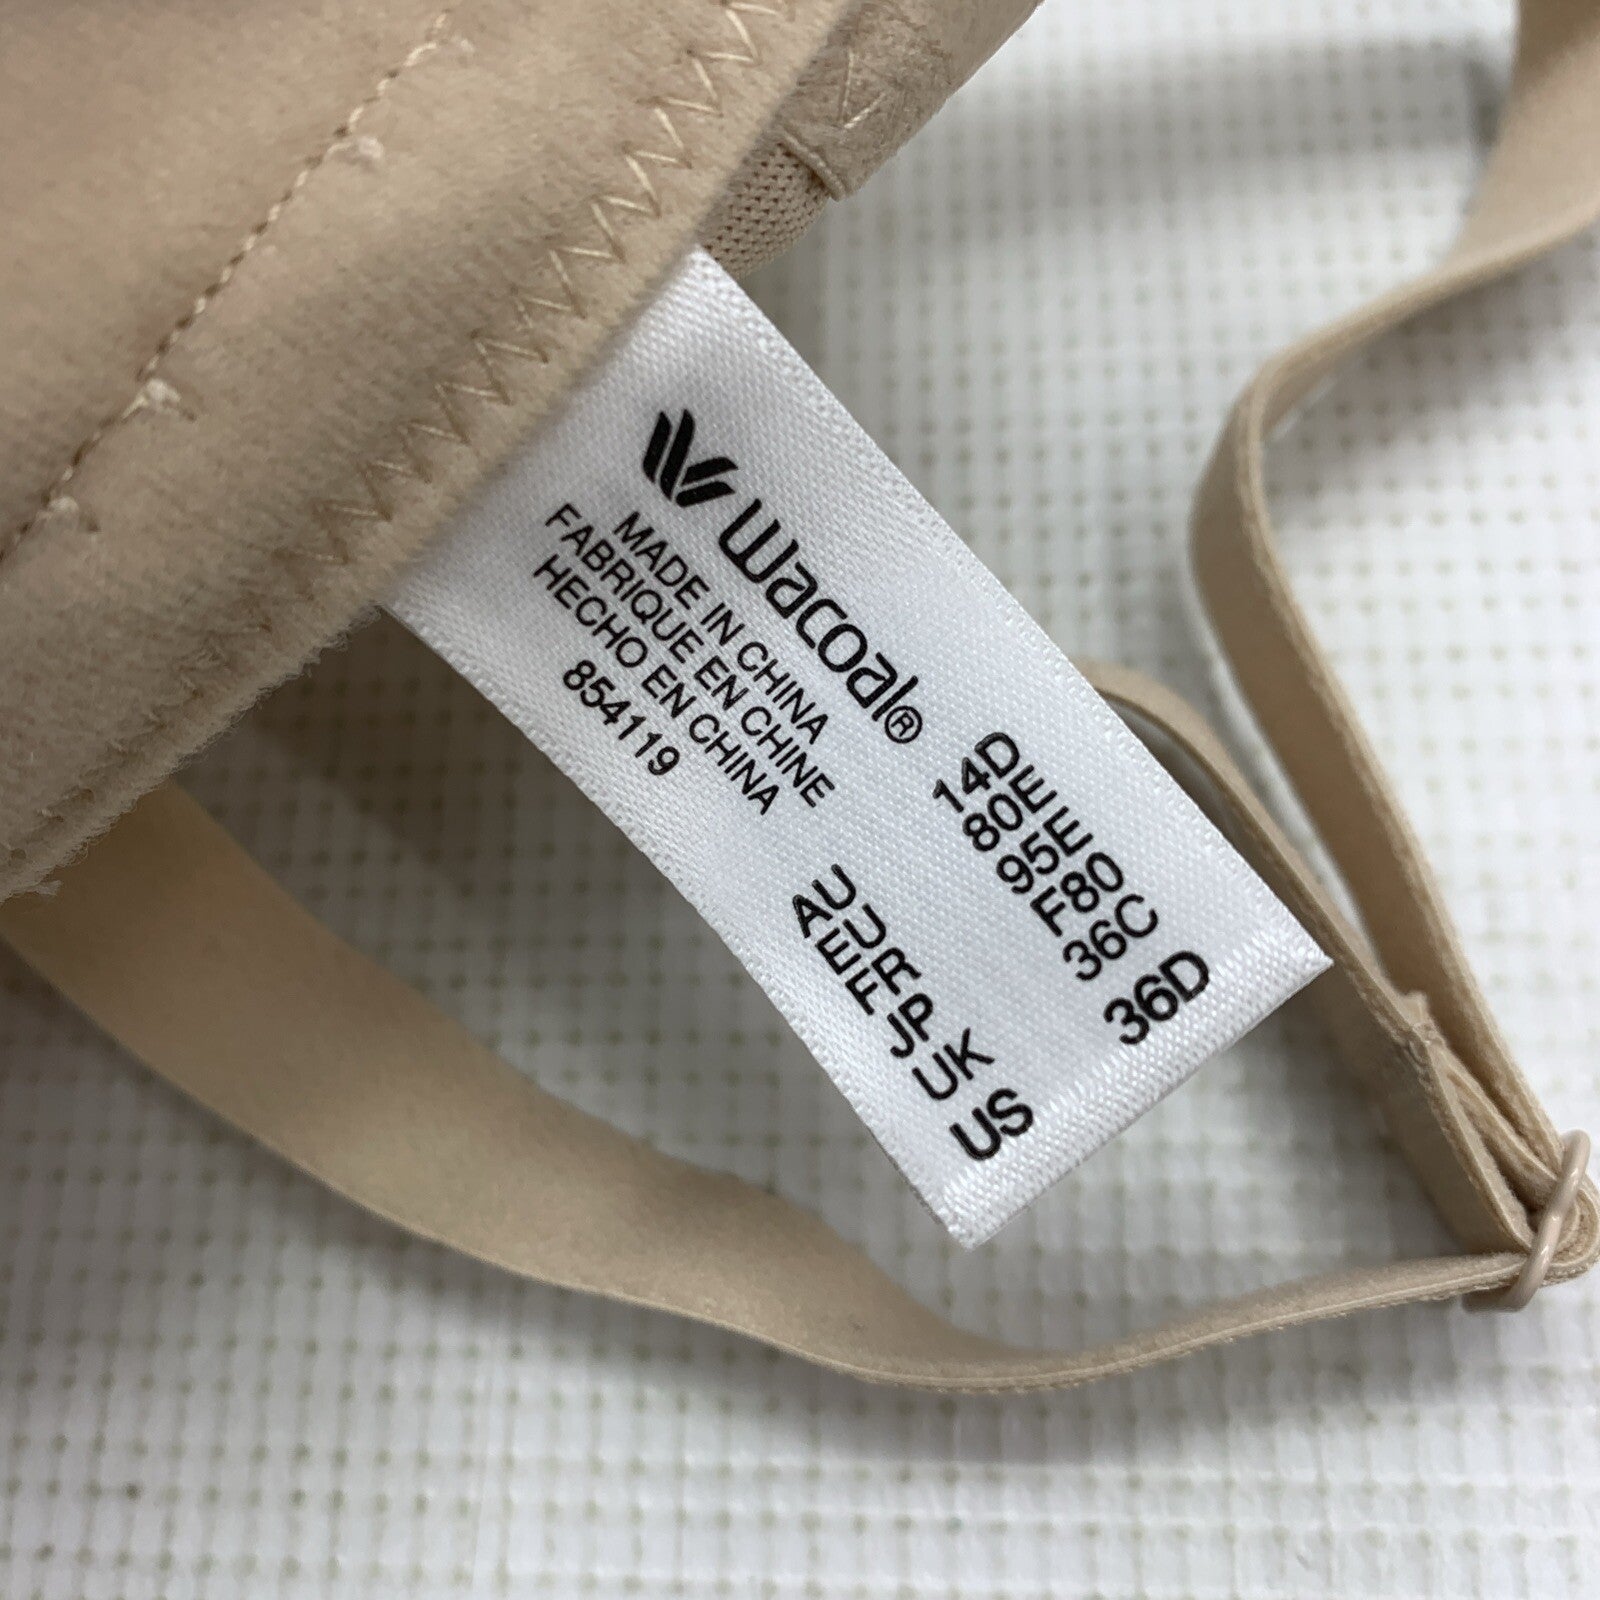 wacoal®
MADE IN CHINA
FABRIQUE EN CHINE
HECHO EN CHINA
854119
AU 14D
EU 80E
FR 95E
JP F80
UK 36C
US 36D